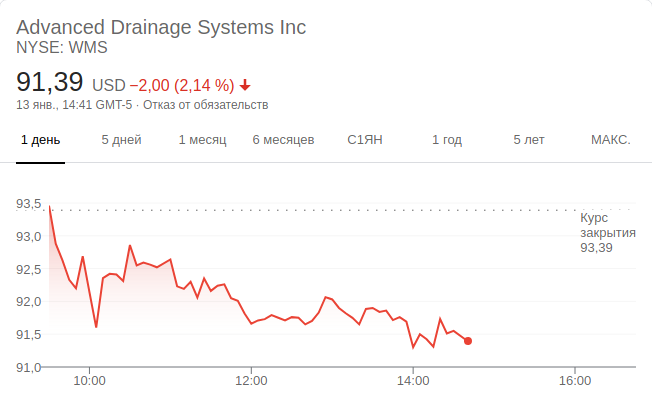 Advanced Drainage Systems Inc
NYSE: WMS
91,39 USD −2,00 (2,14 %)
13 янв., 14:41 GMT-5 · Отказ от обязательств
1 день 5 дней 1 месяц 6 месяцев С1ЯН 1 год 5 лет МАКС.
93,5
93,0
92,5
92,0
91,5
91,0
Курс
закрытия
93,39
10:00 12:00 14:00 16:00